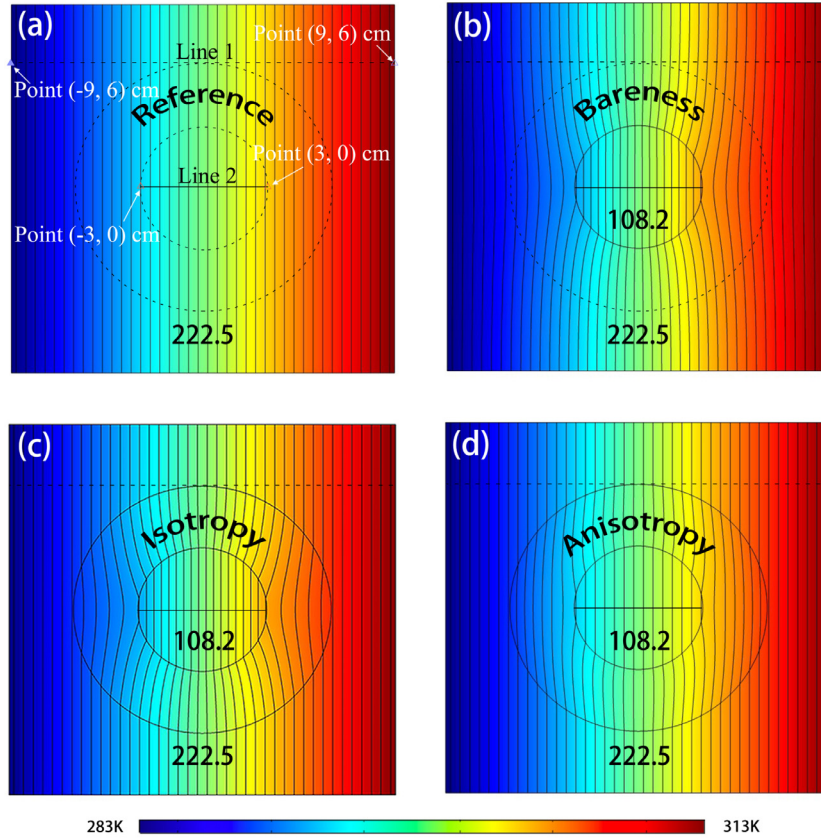 (a)
Point (9, 6) cm
Line 1
Point (-9, 6) cm
Reference
Point (3, 0) cm
Line 2
Point (-3, 0) cm
222.5
(b)
Bareness
108.2
222.5
(c)
Isotropy
108.2
222.5
(d)
Anisotropy
108.2
222.5
283K
313K